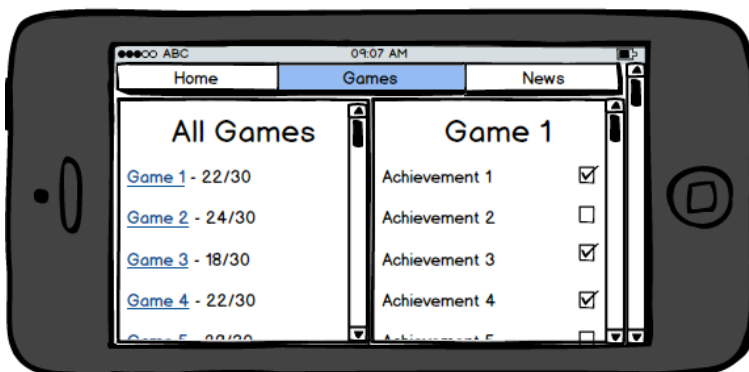 ABC 09:07 AM
Home Games News
All Games
Game 1 - 22/30
Game 2 - 24/30
Game 3 - 18/30
Game 4 - 22/30
Game 1
Achievement 1
Achievement 2
Achievement 3
Achievement 4